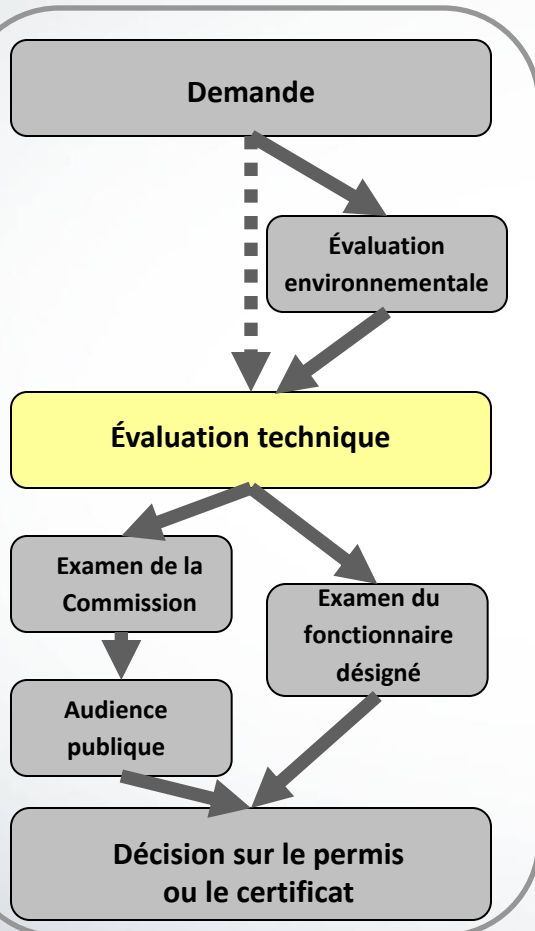 Demande
Évaluation
environnementale
Évaluation technique
Examen de la
Commission
Examen du
fonctionnaire
désigné
Audience
publique
Décision sur le permis
ou le certificat